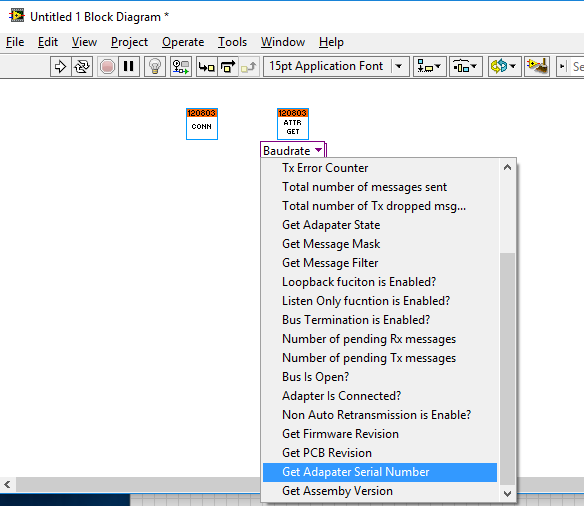 Untitled 1 Block Diagram *
File Edit View Project Operate Tools Window Help
15pt Application Font
Se
120803
CONN
120803
ATTR
GET
Baudrate
Tx Error Counter
Total number of messages sent
Total number of Tx dropped msg...
Get Adapater State
Get Message Mask
Get Message Filter
Loopback fuciton is Enabled?
Listen Only fucntion is Enabled?
Bus Termination is Enabled?
Number of pending Rx messages
Number of pending Tx messages
Bus Is Open?
Adapter Is Connected?
Non Auto Retransmission is Enable?
Get Firmware Revision
Get PCB Revision
Get Adapater Serial Number
Get Assemby Version